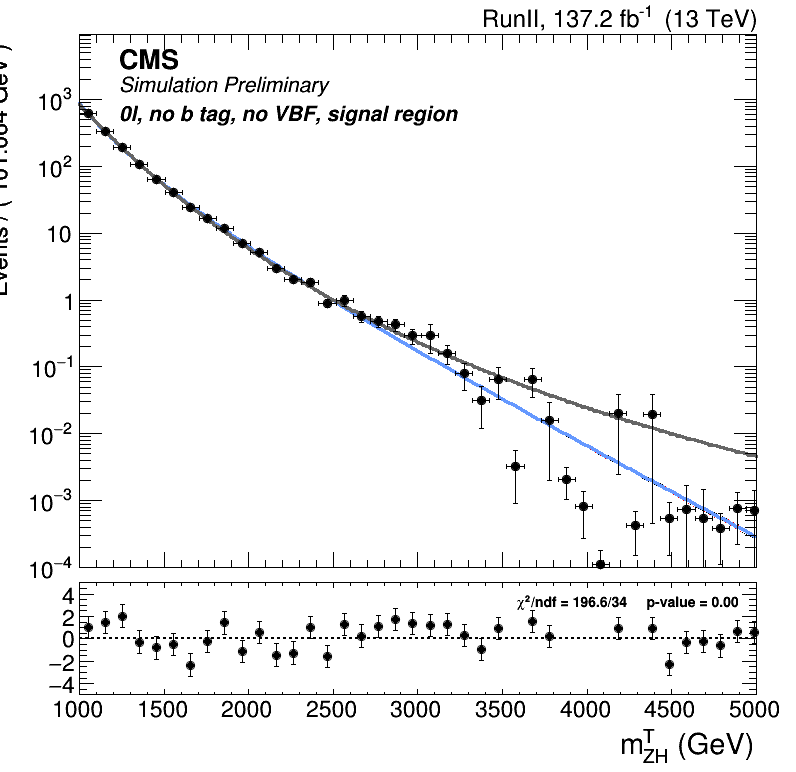 RunII, 137.2 fb⁻¹ (13 TeV)
CMS
Simulation Preliminary
0l, no b tag, no VBF, signal region
10³
10²
10
1
10⁻¹
10⁻²
10⁻³
10⁻⁴
χ²/ndf = 196.6/34 p-value = 0.00
4
2
0
−2
−4
1000 1500 2000 2500 3000 3500 4000 4500 5000
m^T_ZH (GeV)